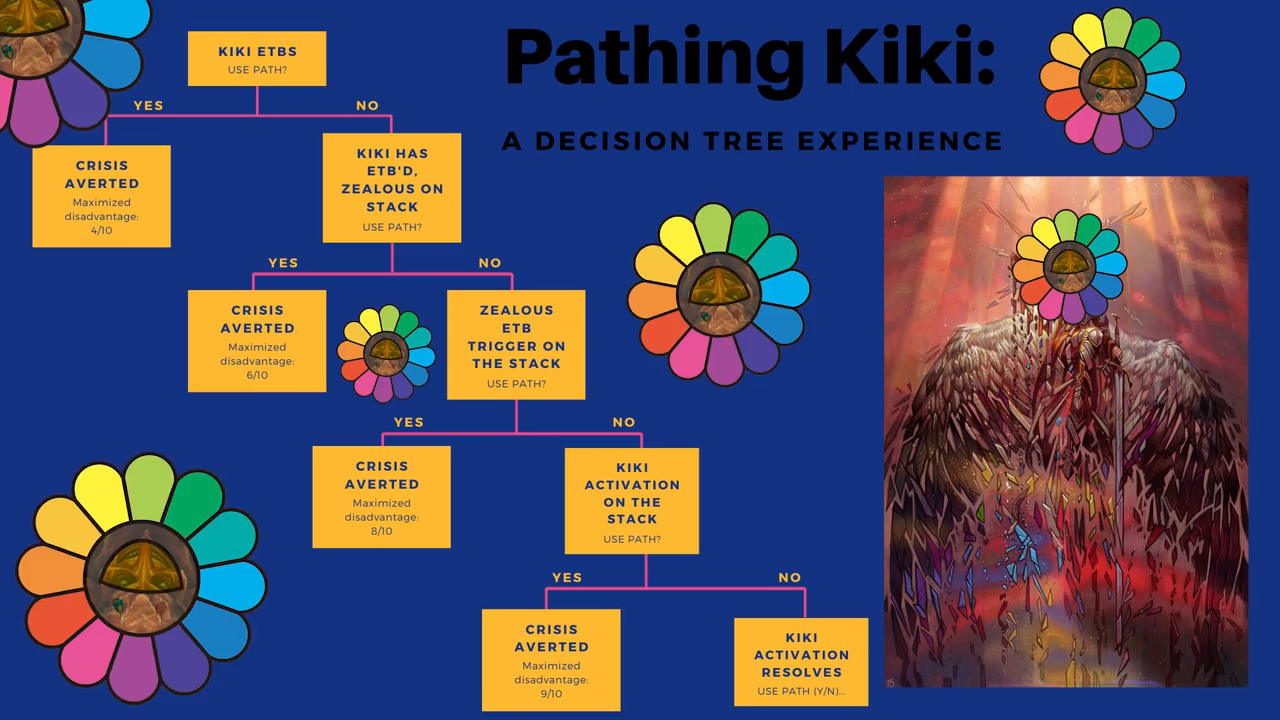 Pathing Kiki:
A DECISION TREE EXPERIENCE
KIKI ETBS
USE PATH?
YES
NO
CRISIS
AVERTED
Maximized
disadvantage:
4/10
KIKI HAS
ETB'D,
ZEALOUS ON
STACK
USE PATH?
YES
NO
CRISIS
AVERTED
Maximized
disadvantage:
6/10
ZEALOUS
ETB
TRIGGER ON
THE STACK
USE PATH?
YES
NO
CRISIS
AVERTED
Maximized
disadvantage:
8/10
KIKI
ACTIVATION
ON THE
STACK
USE PATH?
YES
NO
CRISIS
AVERTED
Maximized
disadvantage:
9/10
KIKI
ACTIVATION
RESOLVES
USE PATH (Y/N)...